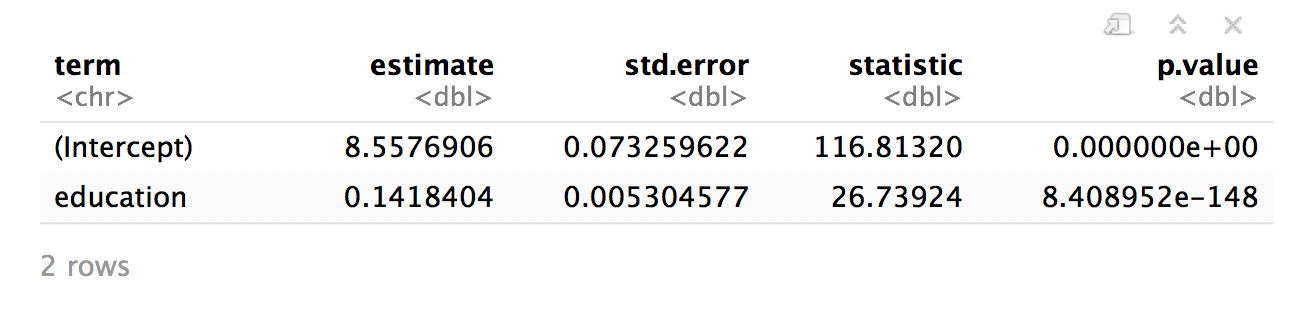 term estimate std.error statistic p.value
<chr> <dbl> <dbl> <dbl> <dbl>
(Intercept) 8.5576906 0.073259622 116.81320 0.000000e+00
education 0.1418404 0.005304577 26.73924 8.408952e-148
2 rows